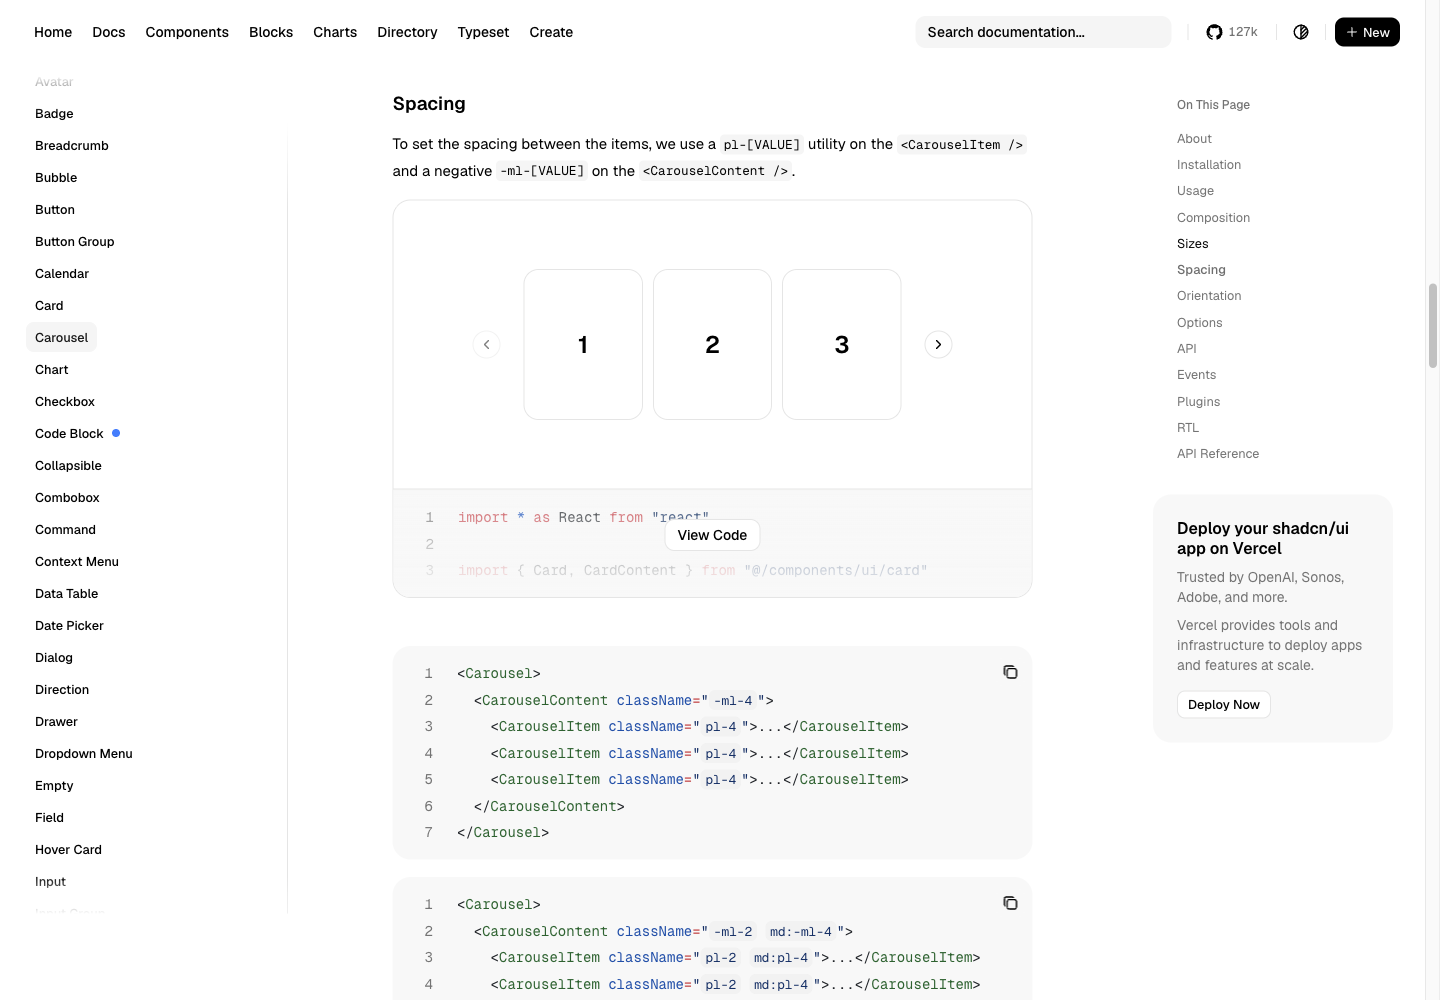 Home Docs Components Blocks Charts Directory Typeset Create
Search documentation...
127k
New
Avatar
Badge
Breadcrumb
Bubble
Button
Button Group
Calendar
Card
Carousel
Chart
Checkbox
Code Block
Collapsible
Combobox
Command
Context Menu
Data Table
Date Picker
Dialog
Direction
Drawer
Dropdown Menu
Empty
Field
Hover Card
Input
Spacing
To set the spacing between the items, we use a pl-[VALUE] utility on the <CarouselItem />
and a negative -ml-[VALUE] on the <CarouselContent />.
1
2
3
1 import * as React from "react"
2
3 import { Card, CardContent } from "@/components/ui/card"
View Code
1 <Carousel>
2   <CarouselContent className="-ml-4">
3     <CarouselItem className="pl-4">...</CarouselItem>
4     <CarouselItem className="pl-4">...</CarouselItem>
5     <CarouselItem className="pl-4">...</CarouselItem>
6   </CarouselContent>
7 </Carousel>
1 <Carousel>
2   <CarouselContent className="-ml-2 md:-ml-4">
3     <CarouselItem className="pl-2 md:pl-4">...</CarouselItem>
4     <CarouselItem className="pl-2 md:pl-4">...</CarouselItem>
On This Page
About
Installation
Usage
Composition
Sizes
Spacing
Orientation
Options
API
Events
Plugins
RTL
API Reference
Deploy your shadcn/ui
app on Vercel
Trusted by OpenAI, Sonos,
Adobe, and more.
Vercel provides tools and
infrastructure to deploy apps
and features at scale.
Deploy Now